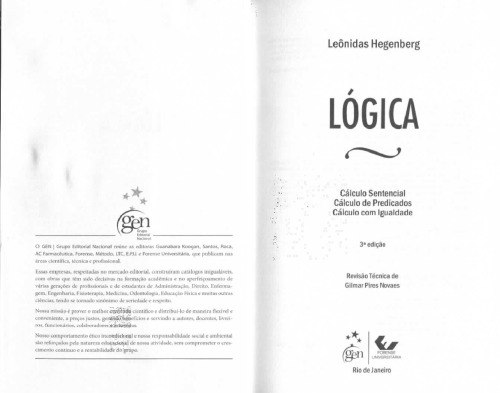 gen
Grupo
Editorial
Nacional
O GEN | Grupo Editorial Nacional reúne as editoras Guanabara Koogan, Santos, Roca,
AC Farmacêutica, Forense, Método, LTC, E.P.U. e Forense Universitária, que publicam nas
áreas científica, técnica e profissional.
Essas empresas, respeitadas no mercado editorial, construíram catálogos inigualáveis,
com obras que têm sido decisivas na formação acadêmica e no aperfeiçoamento de
várias gerações de profissionais e de estudantes de Administração, Direito, Enferma-
gem, Engenharia, Fisioterapia, Medicina, Odontologia, Educação Física e muitas outras
ciências, tendo se tornado sinônimo de seriedade e respeito.
Nossa missão é prover o melhor conteúdo científico e distribuí-lo de maneira flexível e
conveniente, a preços justos, gerando benefícios e servindo a autores, docentes, livrei-
ros, funcionários, colaboradores e acionistas.
Nosso comportamento ético incondicional e nossa responsabilidade social e ambiental
são reforçados pela natureza educacional de nossa atividade, sem comprometer o cres-
cimento contínuo e a rentabilidade do grupo.
Leônidas Hegenberg
LÓGICA
Cálculo Sentencial
Cálculo de Predicados
Cálculo com Igualdade
3ª edição
Revisão Técnica de
Gilmar Pires Novaes
gen
FORENSE
UNIVERSITÁRIA
Rio de Janeiro